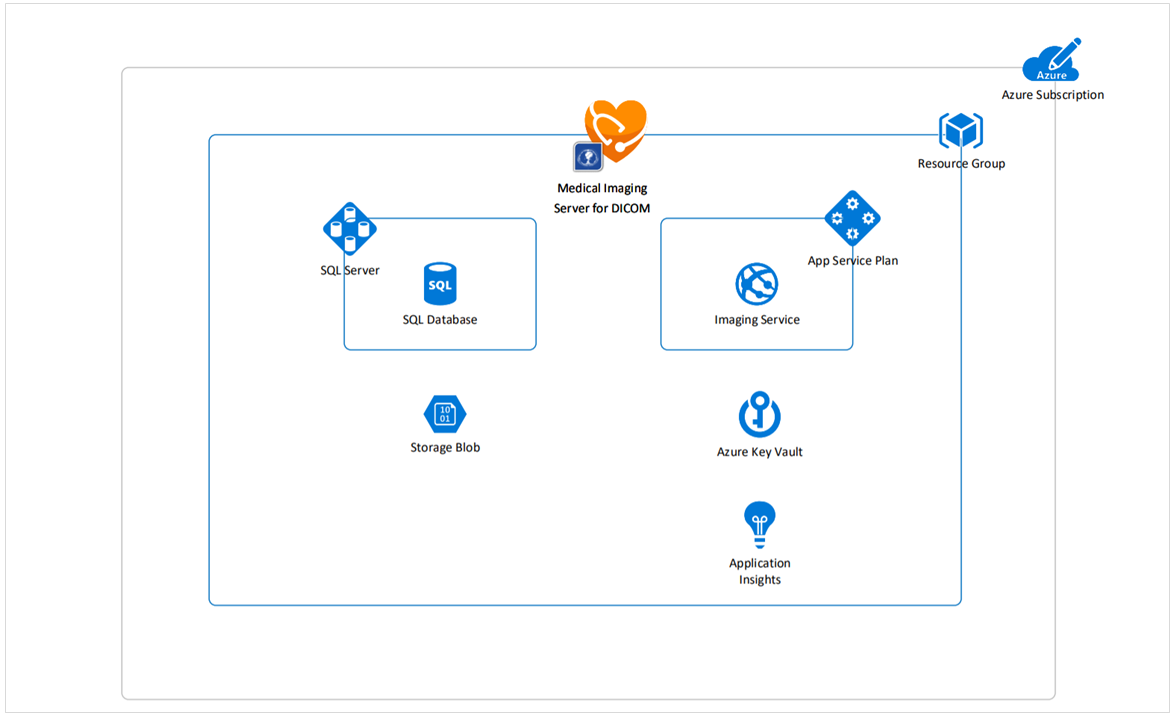 Azure
Azure Subscription
Resource Group
Medical Imaging
Server for DICOM
SQL Server
App Service Plan
SQL
SQL Database
Imaging Service
10
01
Storage Blob
Azure Key Vault
Application
Insights